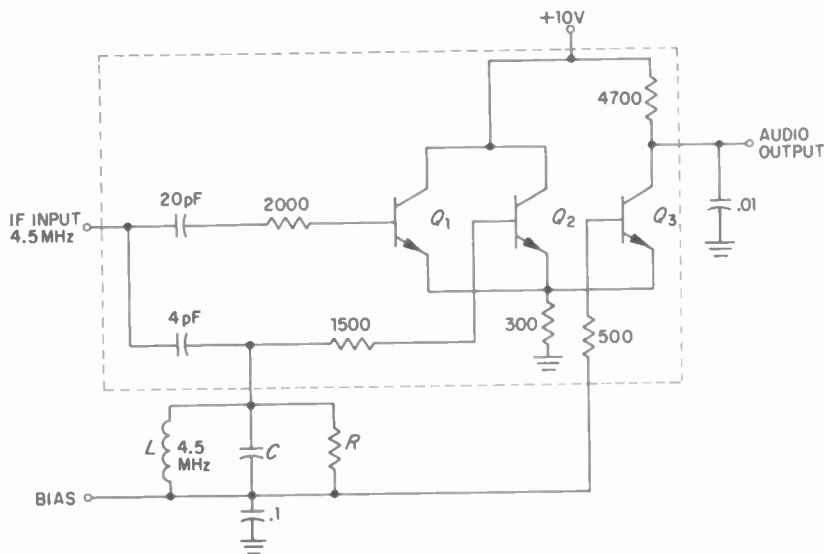 +10V
4700
AUDIO
OUTPUT
20pF
2000
Q1
Q2
Q3
.01
IF INPUT
4.5MHz
4pF
1500
300
500
L
4.5
MHz
C
R
BIAS
.1